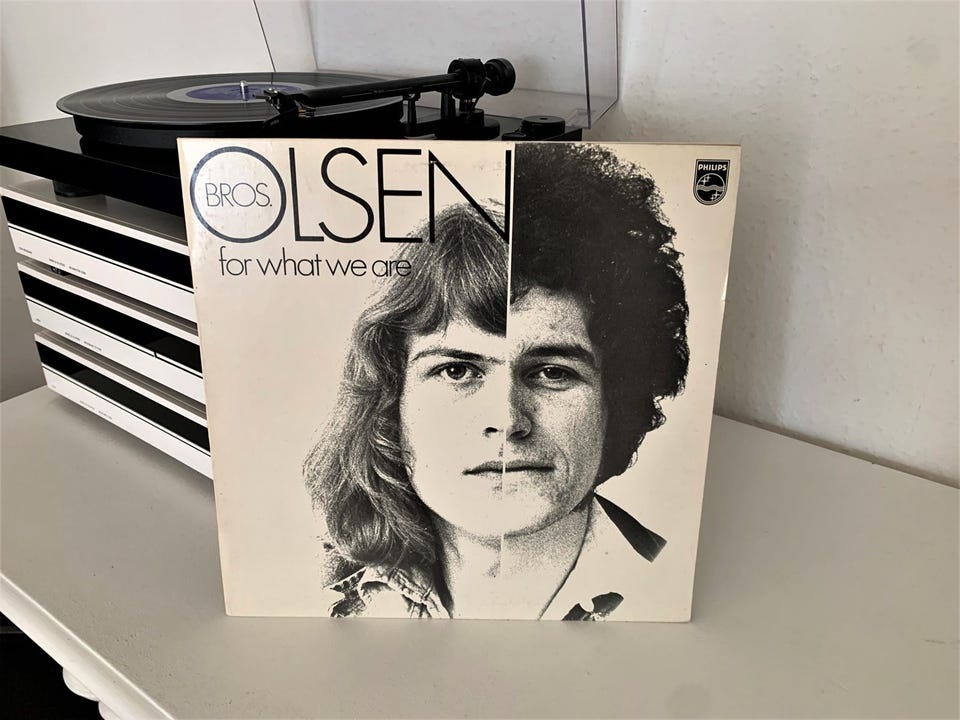 BROS.
OLSEN
for what we are
PHILIPS